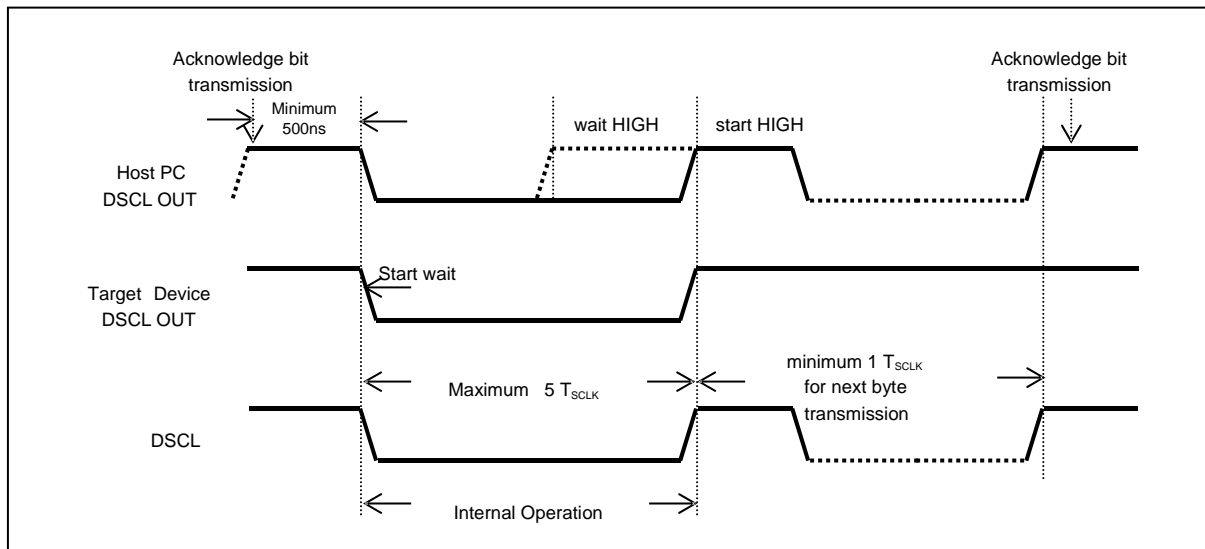 Acknowledge bit
transmission
Acknowledge bit
transmission
Minimum
500ns
wait HIGH
start HIGH
Host PC
DSCL OUT
Start wait
Target Device
DSCL OUT
Maximum 5 TSCLK
minimum 1 TSCLK
for next byte
transmission
DSCL
Internal Operation